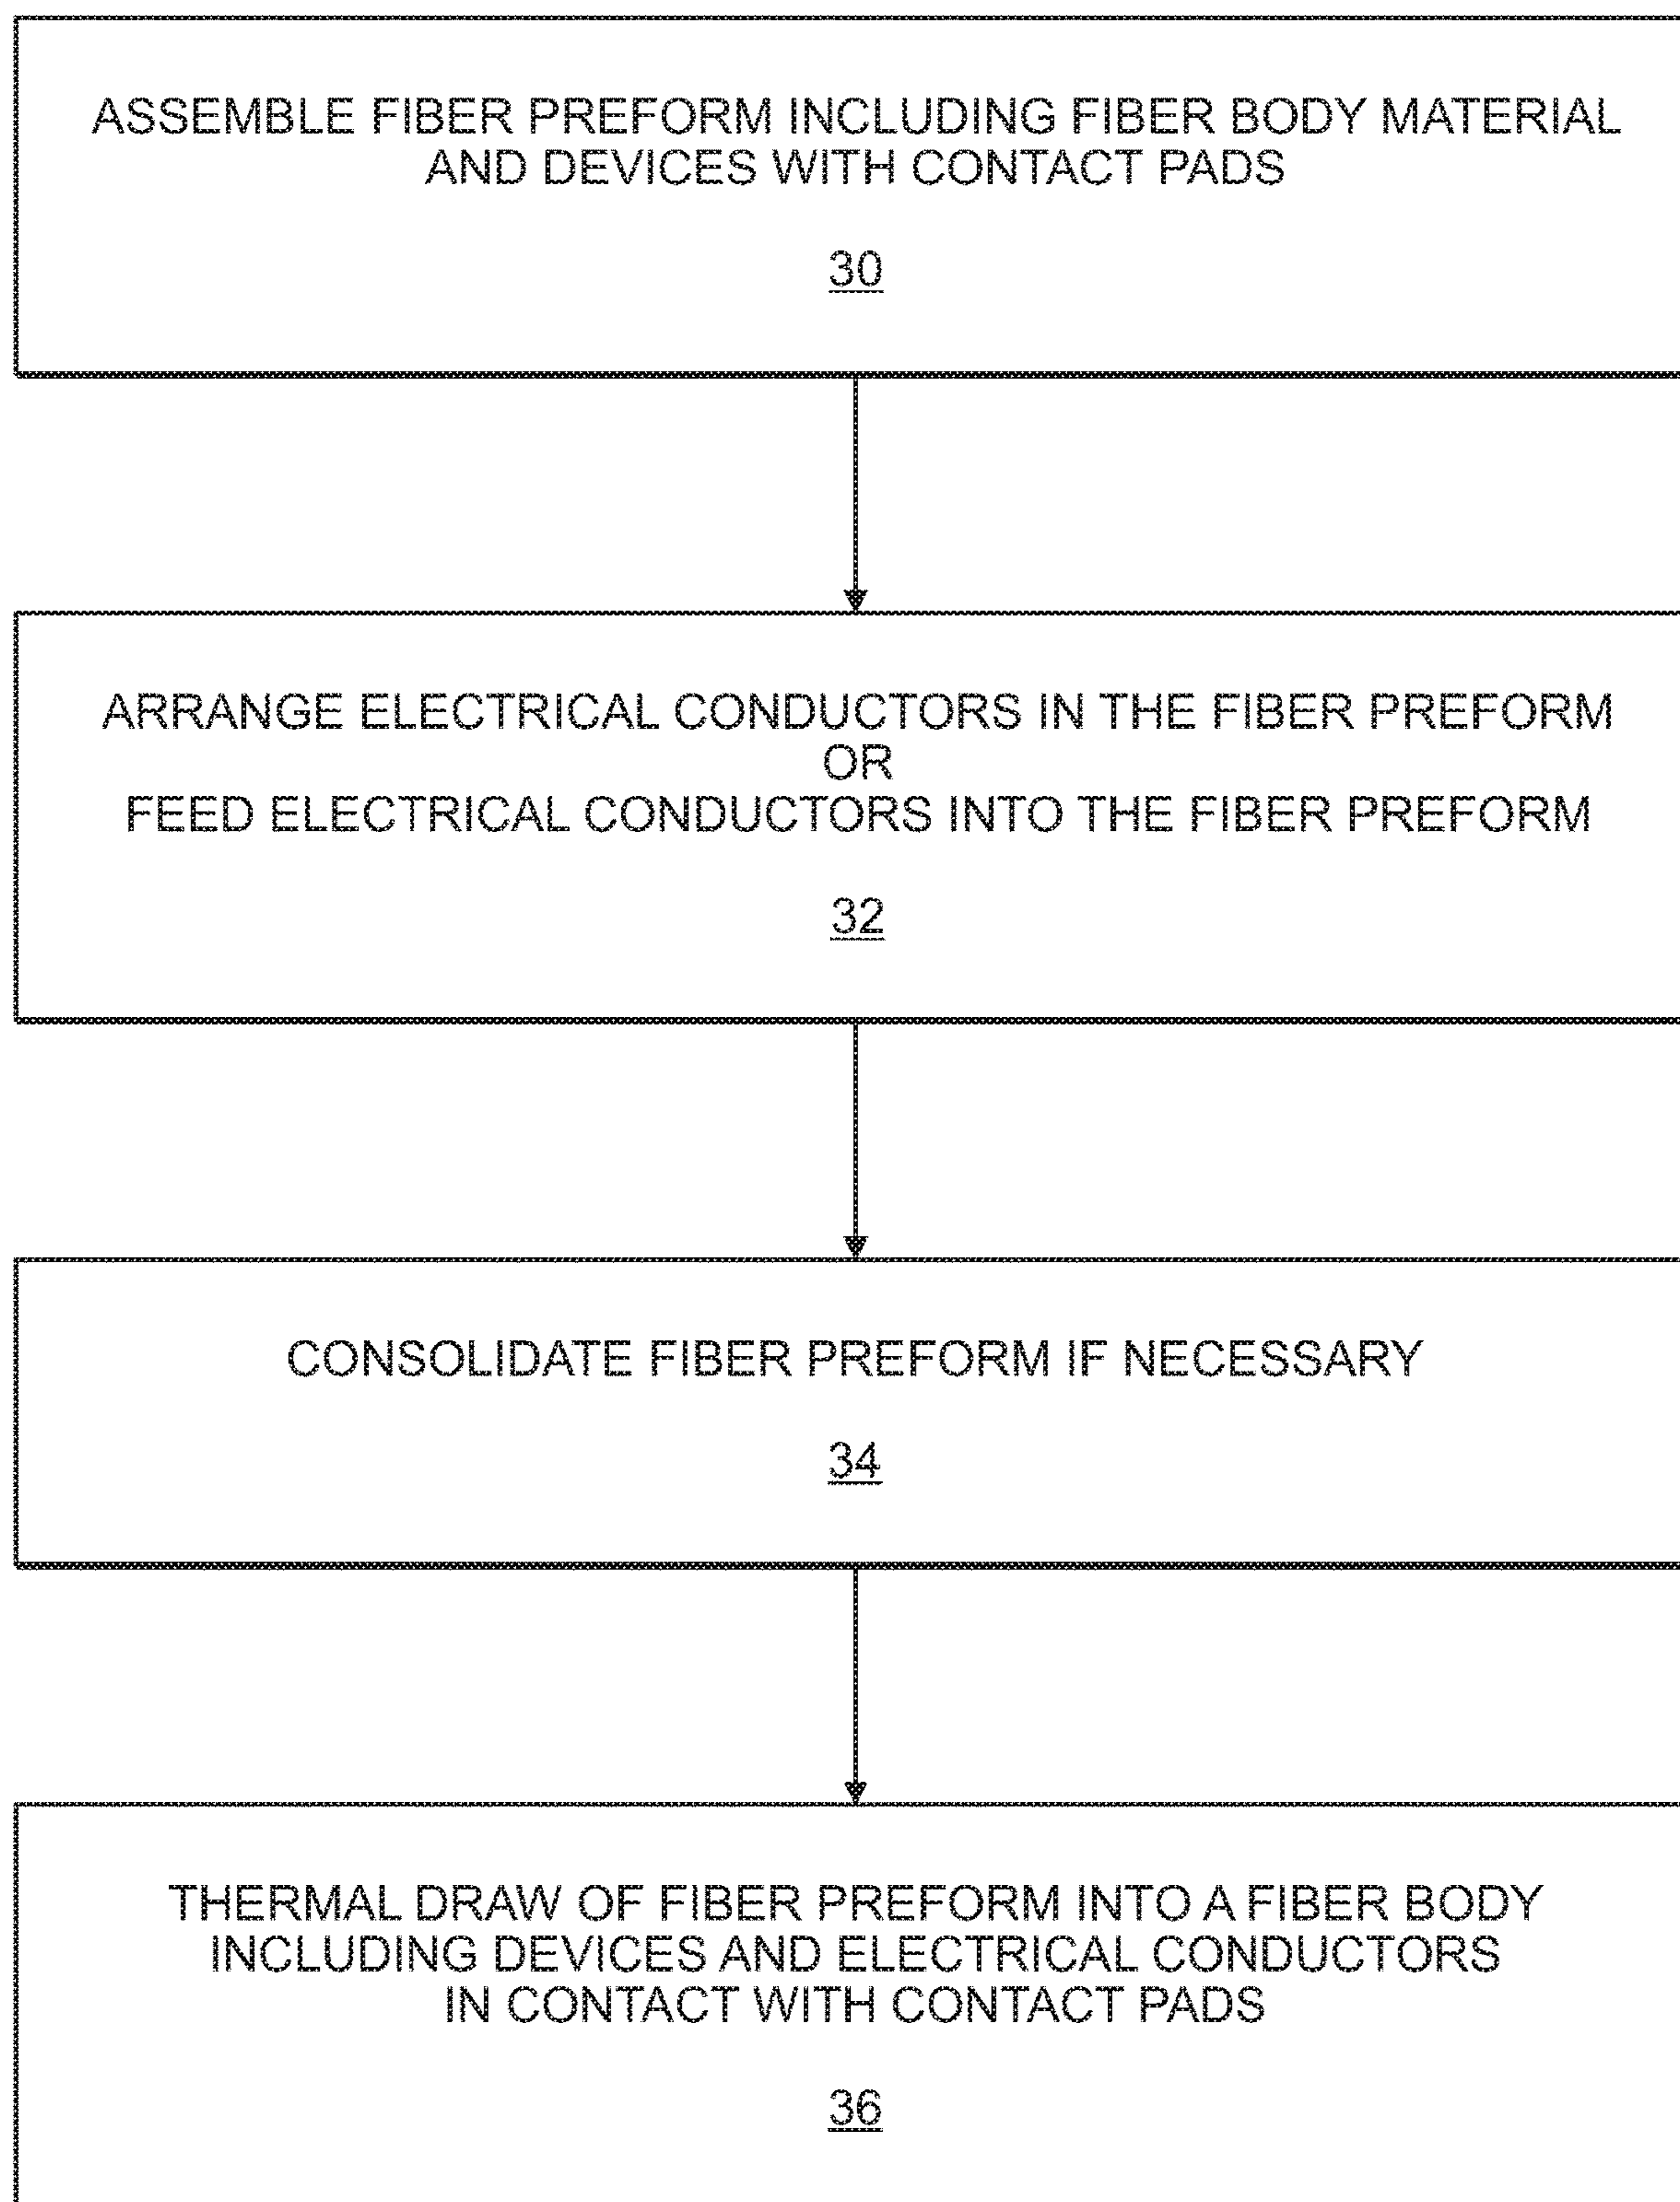 ASSEMBLE FIBER PREFORM INCLUDING FIBER BODY MATERIAL
AND DEVICES WITH CONTACT PADS
30
ARRANGE ELECTRICAL CONDUCTORS IN THE FIBER PREFORM
OR
FEED ELECTRICAL CONDUCTORS INTO THE FIBER PREFORM
32
CONSOLIDATE FIBER PREFORM IF NECESSARY
34
THERMAL DRAW OF FIBER PREFORM INTO A FIBER BODY
INCLUDING DEVICES AND ELECTRICAL CONDUCTORS
IN CONTACT WITH CONTACT PADS
36